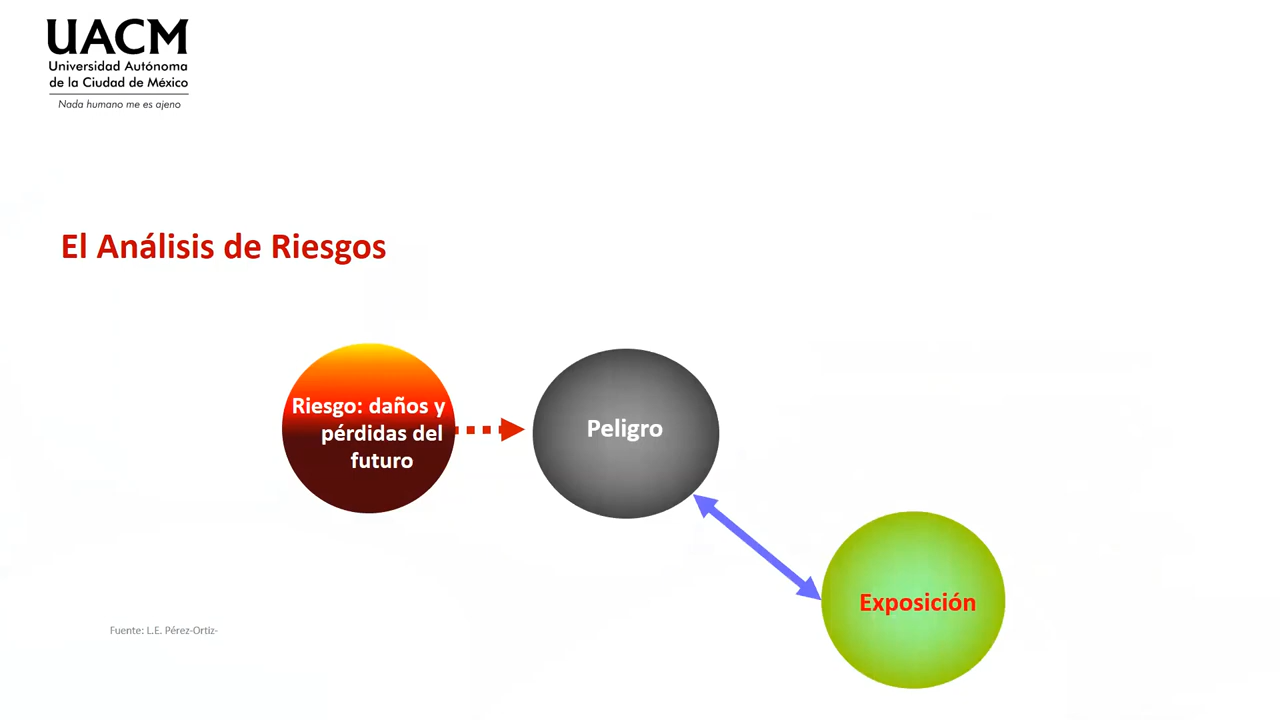 UACM
Universidad Autónoma
de la Ciudad de México
Nada humano me es ajeno
El Análisis de Riesgos
Riesgo: daños y
pérdidas del
futuro
Peligro
Exposición
Fuente: L.E. Pérez-Ortiz-